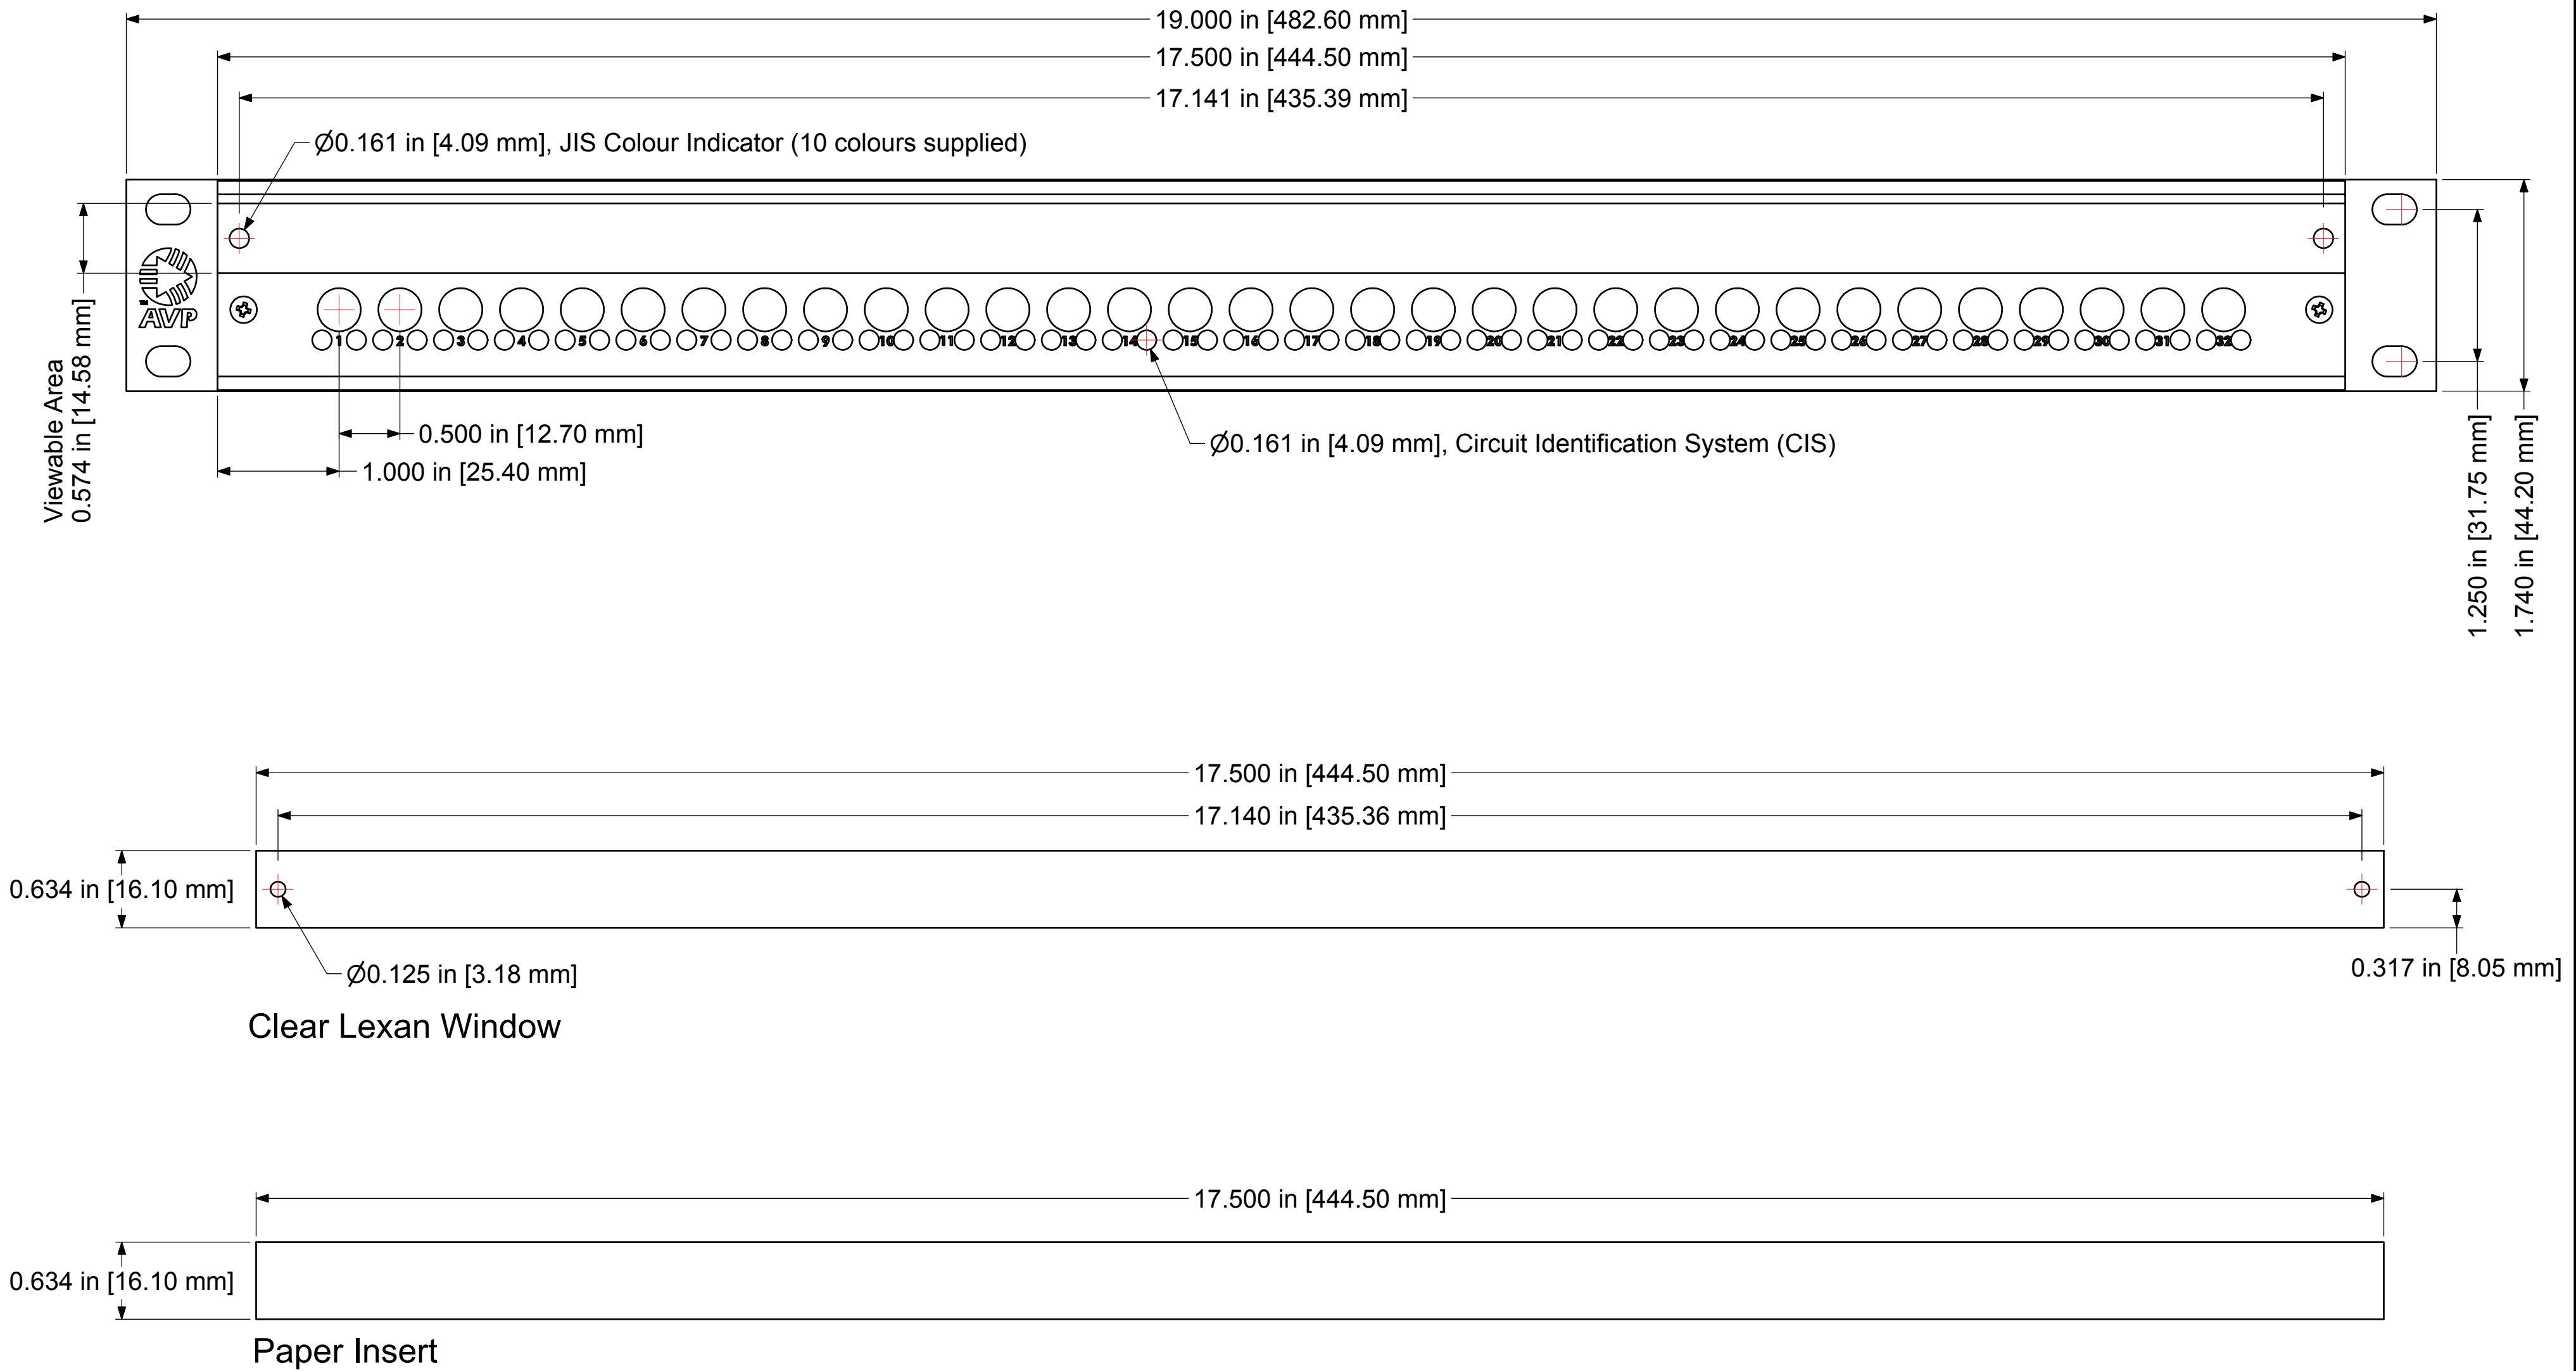 19.000 in [482.60 mm]
17.500 in [444.50 mm]
17.141 in [435.39 mm]
Ø0.161 in [4.09 mm], JIS Colour Indicator (10 colours supplied)
AVP
1 2 3 4 5 6 7 8 9 10 11 12 13 14 15 16 17 18 19 20 21 22 23 24 25 26 27 28 29 30 31 32
Viewable Area
0.574 in [14.58 mm]
0.500 in [12.70 mm]
1.000 in [25.40 mm]
Ø0.161 in [4.09 mm], Circuit Identification System (CIS)
1.250 in [31.75 mm]
1.740 in [44.20 mm]
17.500 in [444.50 mm]
17.140 in [435.36 mm]
0.634 in [16.10 mm]
Ø0.125 in [3.18 mm]
0.317 in [8.05 mm]
Clear Lexan Window
17.500 in [444.50 mm]
0.634 in [16.10 mm]
Paper Insert